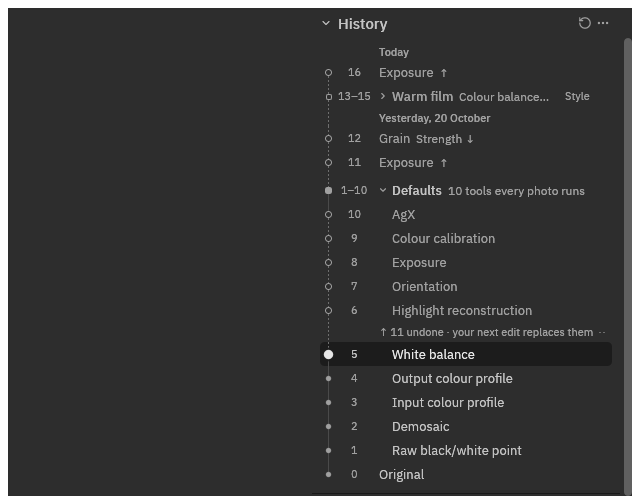 History
Today
16 Exposure ↑
13–15 Warm film Colour balance... Style
Yesterday, 20 October
12 Grain Strength ↓
11 Exposure ↑
1–10 Defaults 10 tools every photo runs
10 AgX
9 Colour calibration
8 Exposure
7 Orientation
6 Highlight reconstruction
↑ 11 undone · your next edit replaces them
5 White balance
4 Output colour profile
3 Input colour profile
2 Demosaic
1 Raw black/white point
0 Original